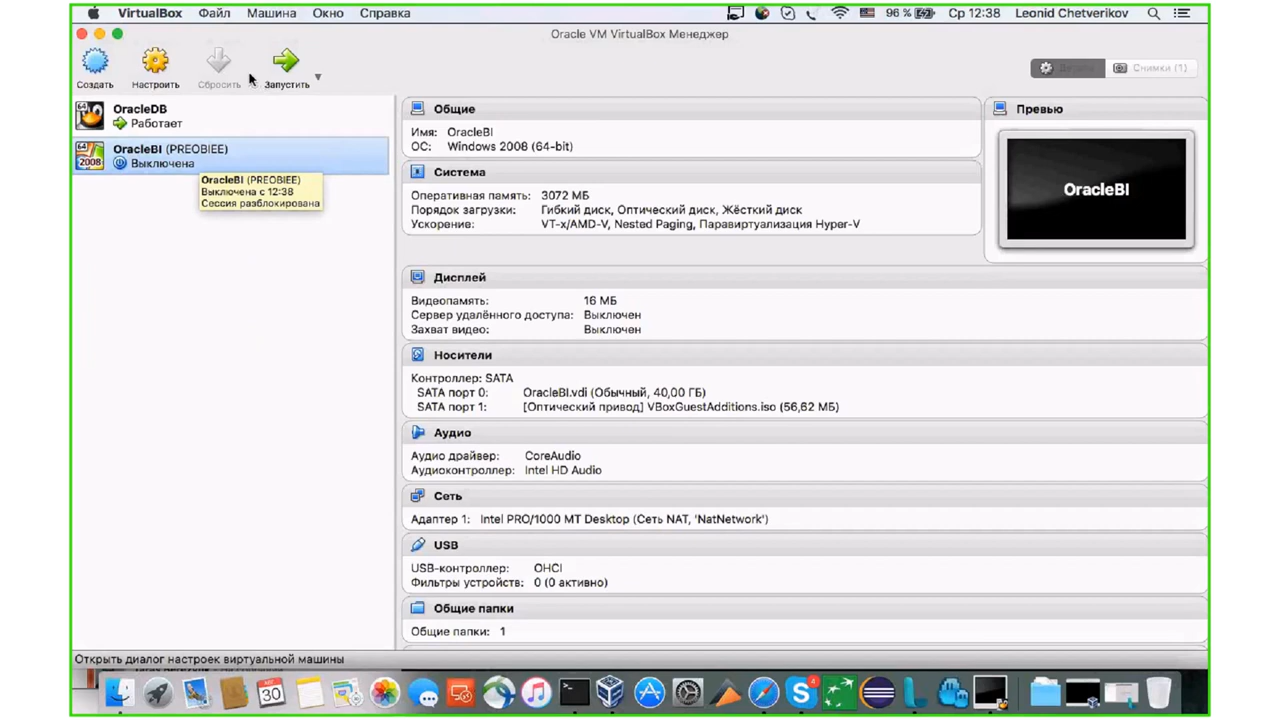 VirtualBox Файл Машина Окно Справка 96 % Ср 12:38 Leonid Chetverikov
Oracle VM VirtualBox Менеджер
Создать Настроить Сбросить Запустить Детали Снимки (1)
64 OracleDB
Работает
64 2008 OracleBI (PREOBIEE)
Выключена
OracleBI (PREOBIEE)
Выключена с 12:38
Сессия разблокирована
Общие
Имя: OracleBI
ОС: Windows 2008 (64-bit)
Превью
OracleBI
Система
Оперативная память: 3072 МБ
Порядок загрузки: Гибкий диск, Оптический диск, Жёсткий диск
Ускорение: VT-x/AMD-V, Nested Paging, Паравиртуализация Hyper-V
Дисплей
Видеопамять: 16 МБ
Сервер удалённого доступа: Выключен
Захват видео: Выключен
Носители
Контроллер: SATA
SATA порт 0: OracleBI.vdi (Обычный, 40,00 ГБ)
SATA порт 1: [Оптический привод] VBoxGuestAdditions.iso (56,62 МБ)
Аудио
Аудио драйвер: CoreAudio
Аудиоконтроллер: Intel HD Audio
Сеть
Адаптер 1: Intel PRO/1000 MT Desktop (Сеть NAT, 'NatNetwork')
USB
USB-контроллер: OHCI
Фильтры устройств: 0 (0 активно)
Общие папки
Общие папки: 1
Открыть диалог настроек виртуальной машины
30